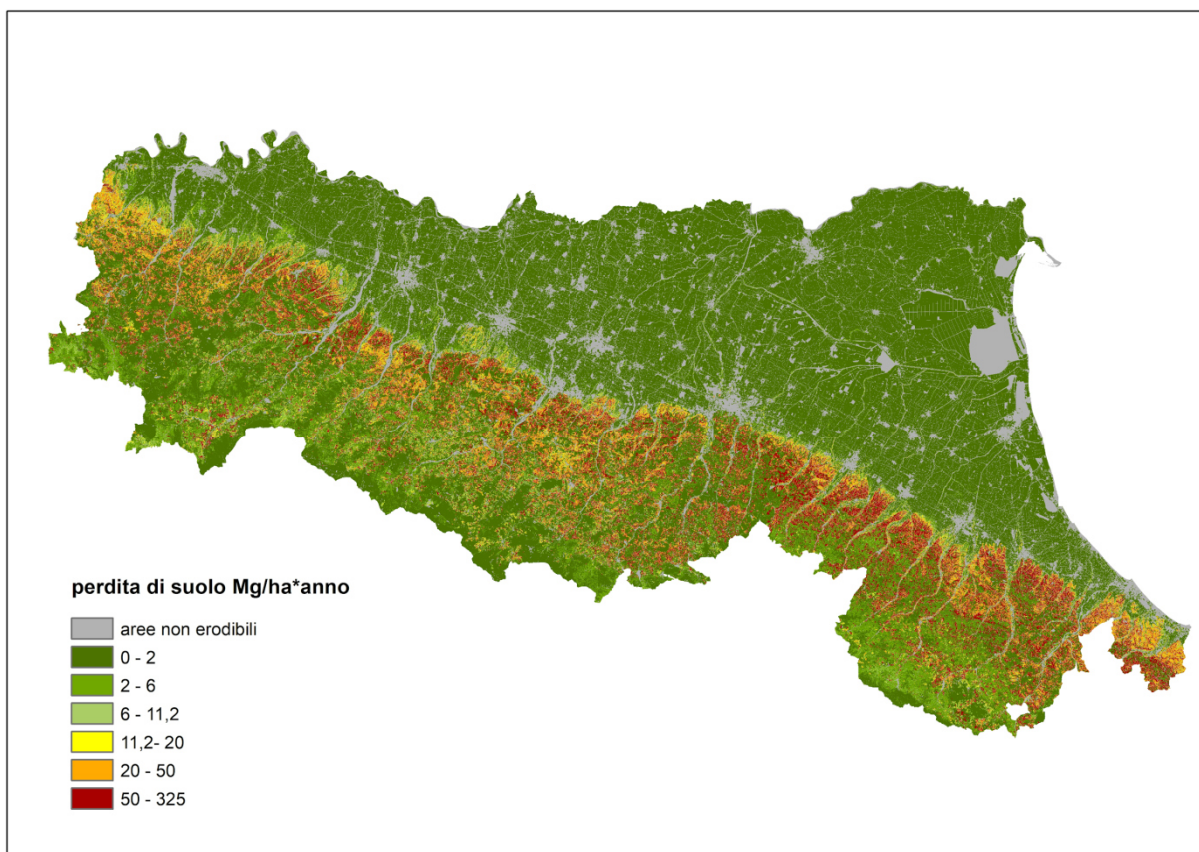 perdita di suolo Mg/ha*anno
aree non erodibili
0 - 2
2 - 6
6 - 11,2
11,2- 20
20 - 50
50 - 325